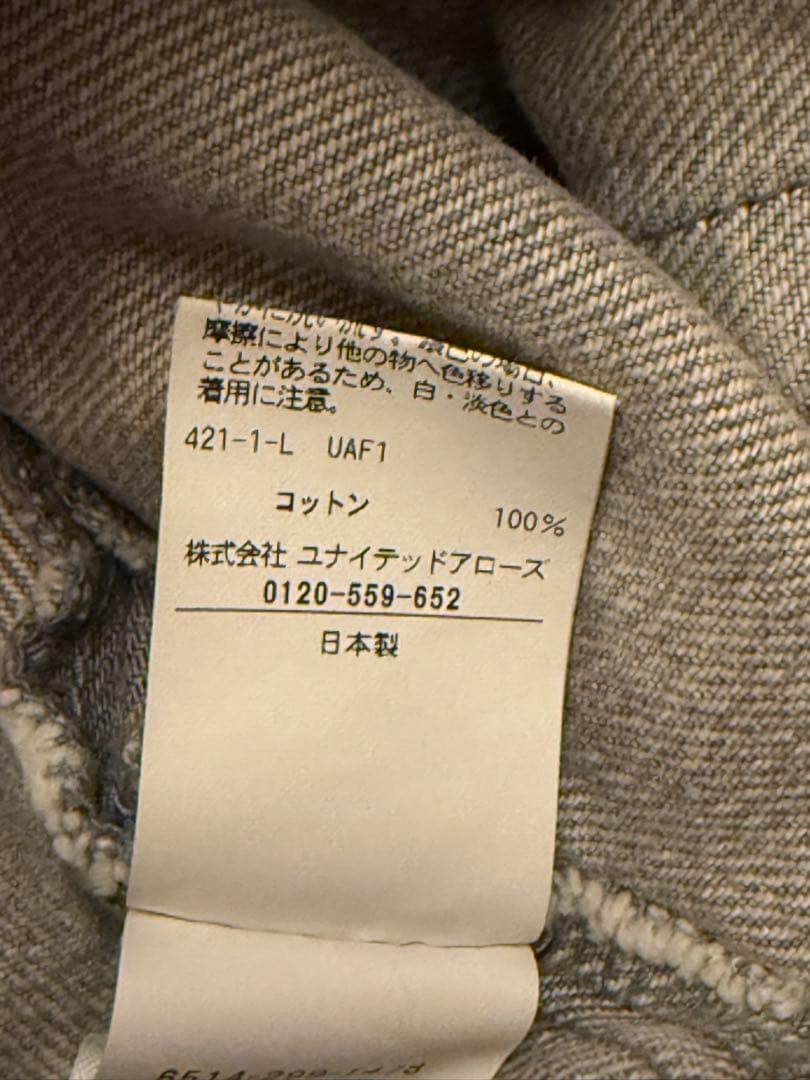 摩擦により他の物へ色移りする
ことがあるため、白・淡色との
着用に注意。
421-1-L UAF1
コットン 100%
株式会社 ユナイテッドアローズ
0120-559-652
日本製